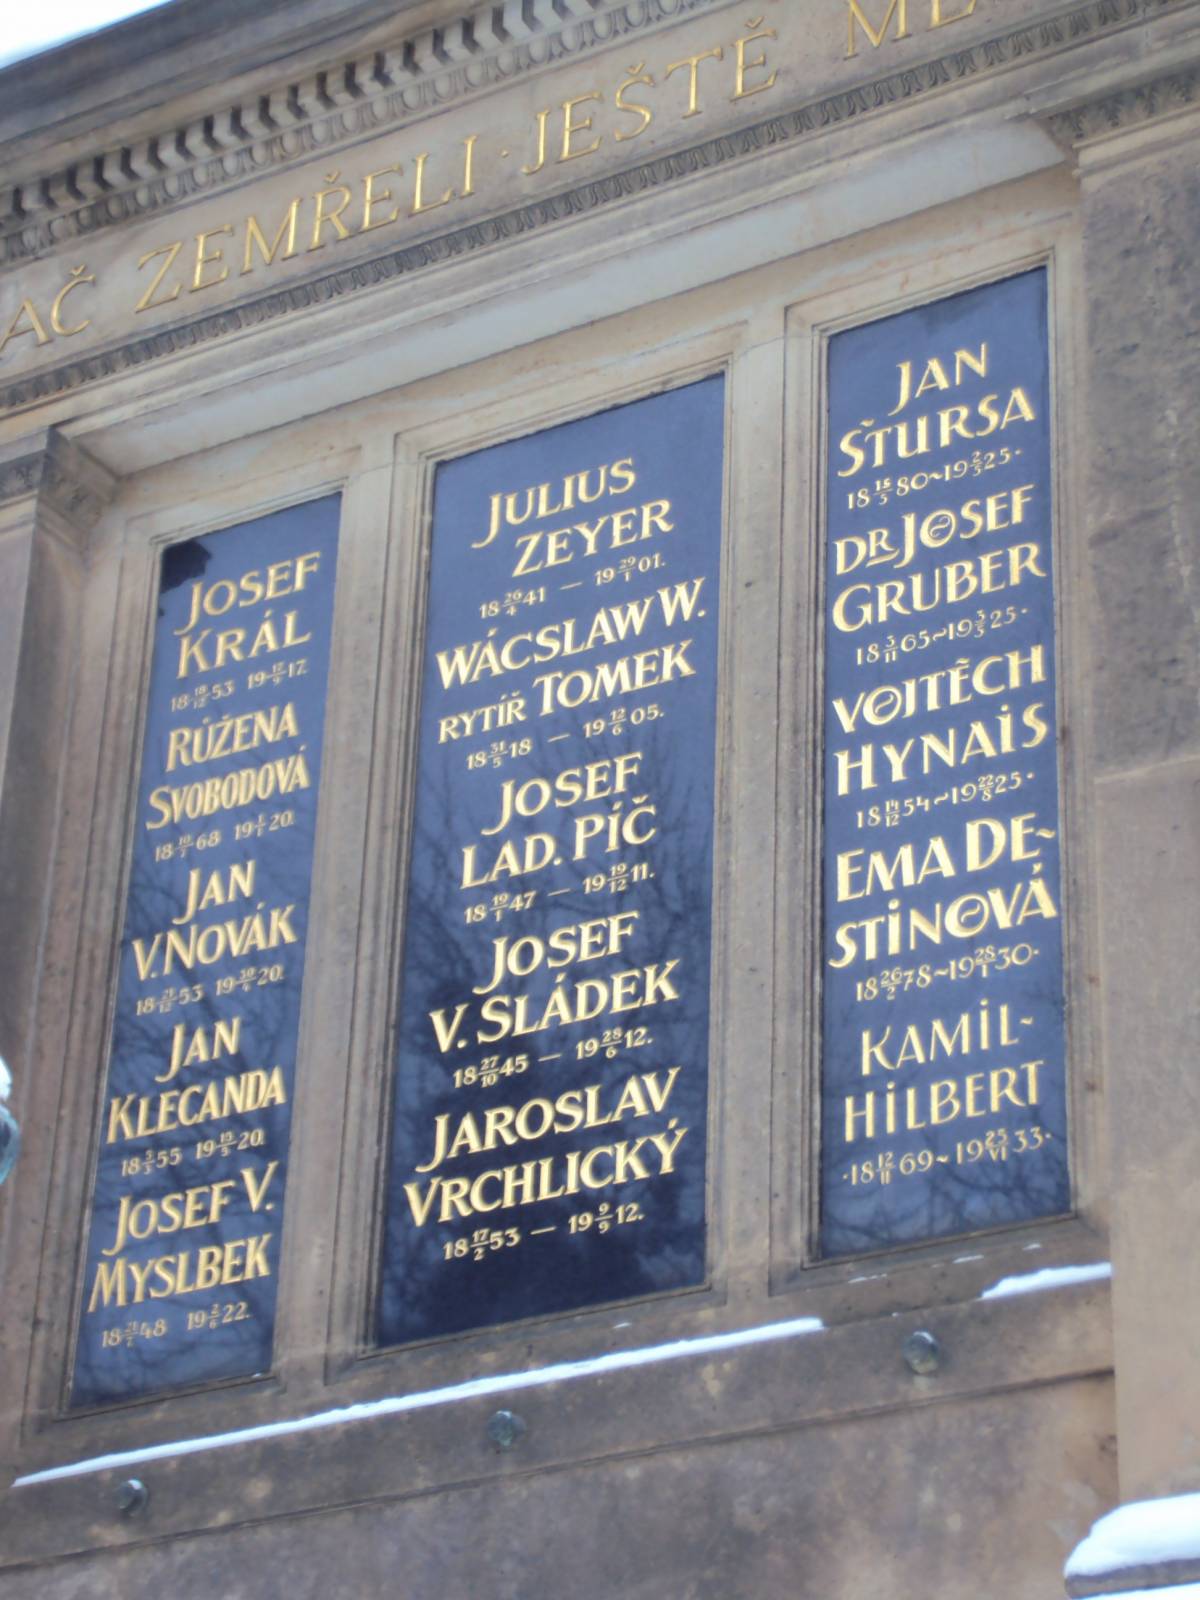 AČ ZEMŘELI · JEŠTĚ
JOSEF
KRÁL
18 18/12 53 19 17/9 17.
RŮŽENA
SVOBODOVÁ
18 10/7 68 19 1/1 20.
JAN
V. NOVÁK
18 21/12 53 19 30/4 20.
JAN
KLECANDA
18 5/3 55 19 15/5 20.
JOSEF V.
MYSLBEK
48 19 2/6 22.
JULIUS
ZEYER
18 26/4 41 — 19 29/1 01.
WÁCSLAW W.
RYTÍŘ TOMEK
18 31/5 18 — 19 12/6 05.
JOSEF
LAD. PÍČ
18 19/1 47 — 19 19/12 11.
JOSEF
V. SLÁDEK
18 27/10 45 — 19 28/6 12.
JAROSLAV
VRCHLICKÝ
18 17/2 53 — 19 9/9 12.
JAN
ŠTURSA
18 15/5 80~19 2/5 25.
DR JOSEF
GRUBER
18 3/11 65~19 3/5 25.
VOJTĚCH
HYNAIS
18 14/12 54~19 22/8 25.
EMA DE~
STINOVÁ
18 26/2 78~19 28/1 30.
KAMIL-
HILBERT
·18 12/11 69~19 25/VI 33.